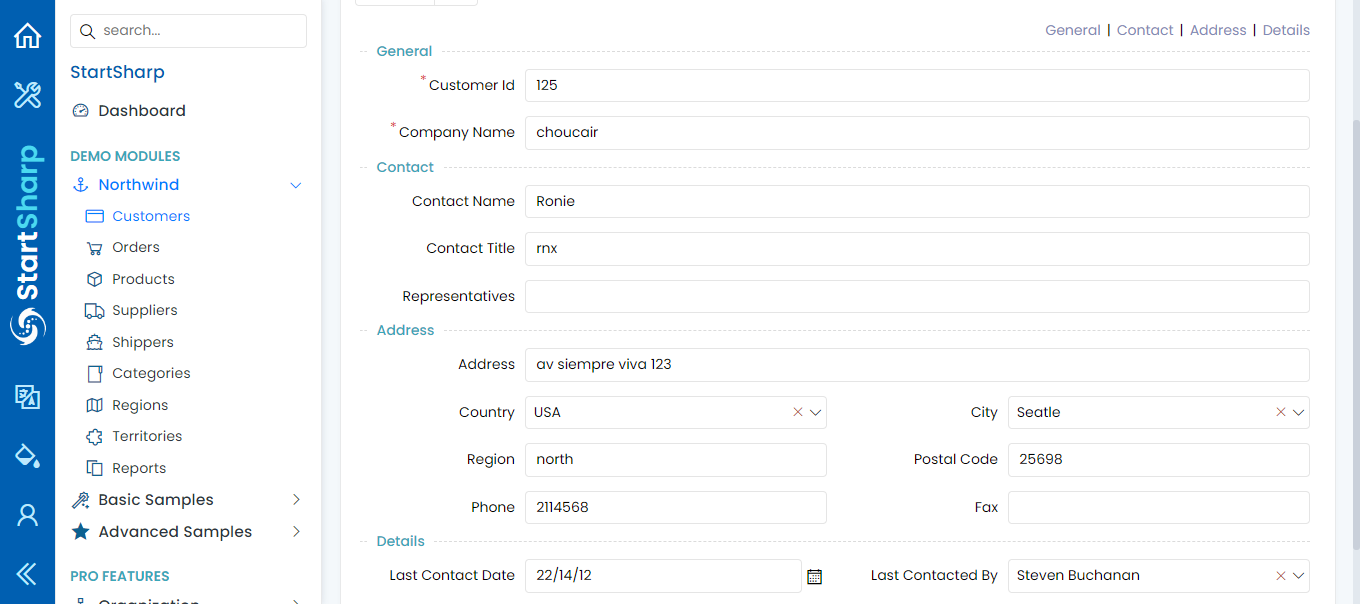 StartSharp
search...
StartSharp
Dashboard
DEMO MODULES
Northwind
Customers
Orders
Products
Suppliers
Shippers
Categories
Regions
Territories
Reports
Basic Samples
Advanced Samples
PRO FEATURES
Organization
General | Contact | Address | Details
General
* Customer Id 125
* Company Name choucair
Contact
Contact Name Ronie
Contact Title rnx
Representatives
Address
Address av siempre viva 123
Country USA City Seatle
Region north Postal Code 25698
Phone 2114568 Fax
Details
Last Contact Date 22/14/12 Last Contacted By Steven Buchanan